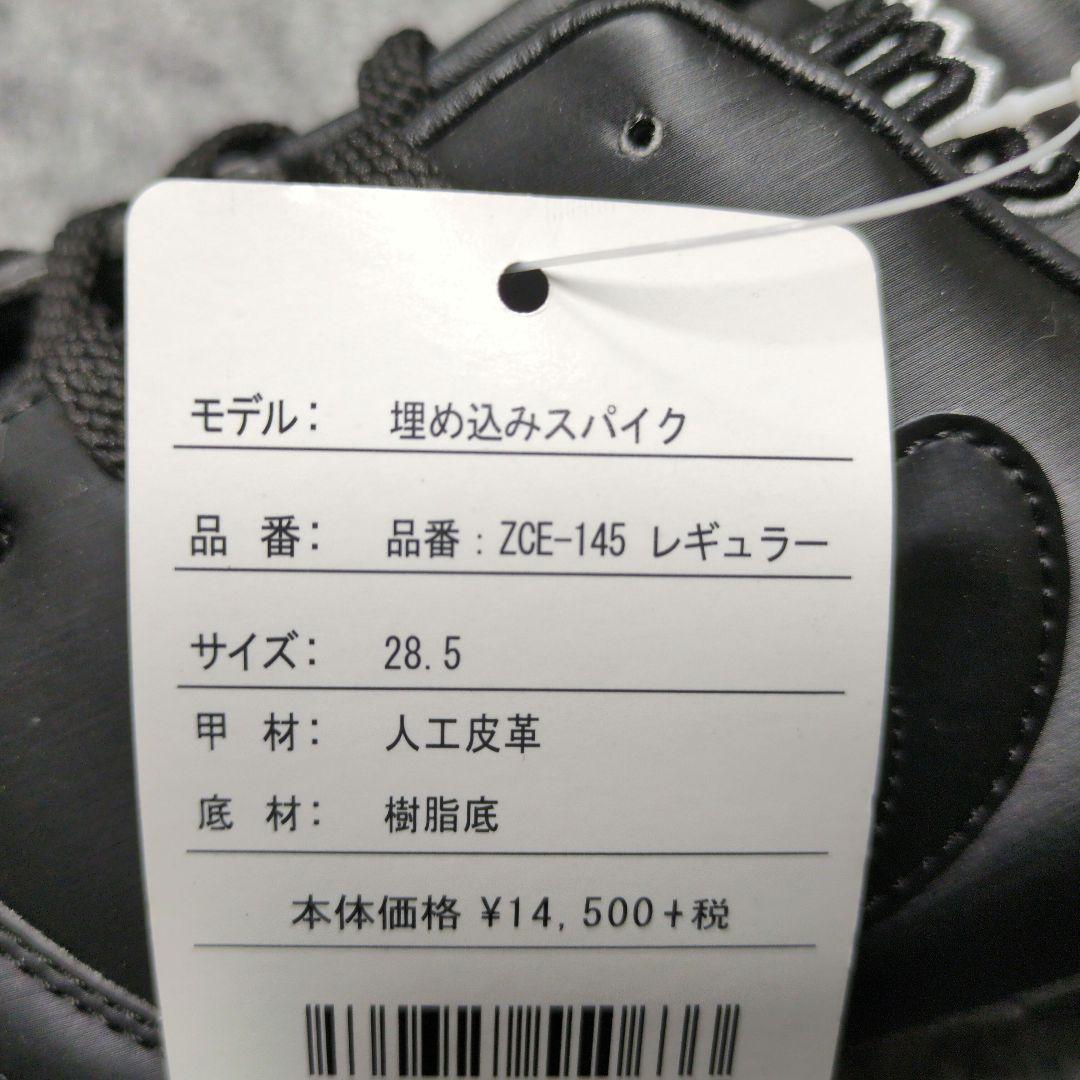 モデル： 埋め込みスパイク
品 番： 品番：ZCE-145 レギュラー
サイズ： 28.5
甲 材： 人工皮革
底 材： 樹脂底
本体価格 ¥14,500+税